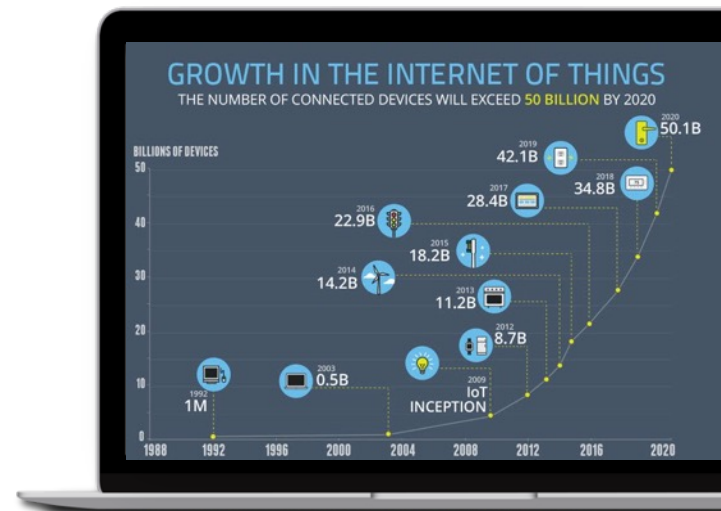 GROWTH IN THE INTERNET OF THINGS
THE NUMBER OF CONNECTED DEVICES WILL EXCEED 50 BILLION BY 2020
BILLIONS OF DEVICES
50
40
30
20
10
0
1988
1992
1996
2000
2004
2008
2012
2016
2020
1992
1M
2003
0.5B
2009
IoT
INCEPTION
2012
8.7B
2013
11.2B
2014
14.2B
2015
18.2B
2016
22.9B
2017
28.4B
2018
34.8B
2019
42.1B
2020
50.1B